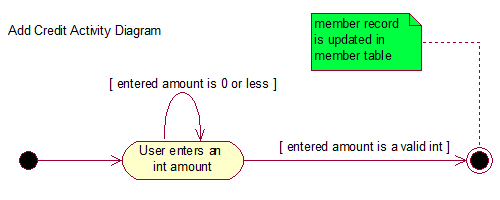 Add Credit Activity Diagram
member record
is updated in
member table
[ entered amount is 0 or less ]
User enters an
int amount
[ entered amount is a valid int ]